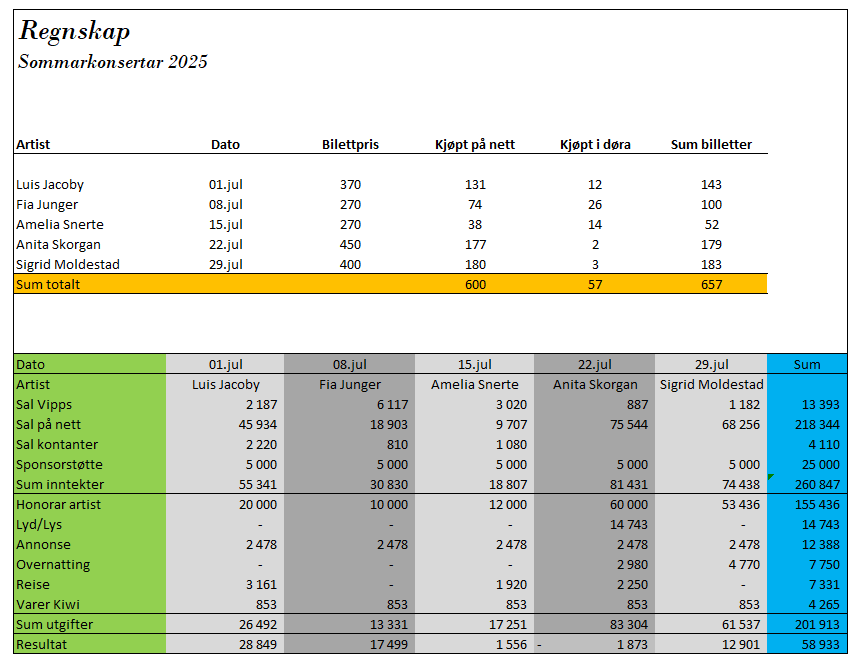 Regnskap
Sommarkonsertar 2025
Artist Dato Bilettpris Kjøpt på nett Kjøpt i døra Sum billetter
Luis Jacoby 01.jul 370 131 12 143
Fia Junger 08.jul 270 74 26 100
Amelia Snerte 15.jul 270 38 14 52
Anita Skorgan 22.jul 450 177 2 179
Sigrid Moldestad 29.jul 400 180 3 183
Sum totalt 600 57 657
Dato 01.jul 08.jul 15.jul 22.jul 29.jul Sum
Artist Luis Jacoby Fia Junger Amelia Snerte Anita Skorgan Sigrid Moldestad
Sal Vipps 2 187 6 117 3 020 887 1 182 13 393
Sal på nett 45 934 18 903 9 707 75 544 68 256 218 344
Sal kontanter 2 220 810 1 080 4 110
Sponsorstøtte 5 000 5 000 5 000 5 000 5 000 25 000
Sum inntekter 55 341 30 830 18 807 81 431 74 438 260 847
Honorar artist 20 000 10 000 12 000 60 000 53 436 155 436
Lyd/Lys - - - 14 743 - 14 743
Annonse 2 478 2 478 2 478 2 478 2 478 12 388
Overnatting - - - 2 980 4 770 7 750
Reise 3 161 - 1 920 2 250 - 7 331
Varer Kiwi 853 853 853 853 853 4 265
Sum utgifter 26 492 13 331 17 251 83 304 61 537 201 913
Resultat 28 849 17 499 1 556 - 1 873 12 901 58 933